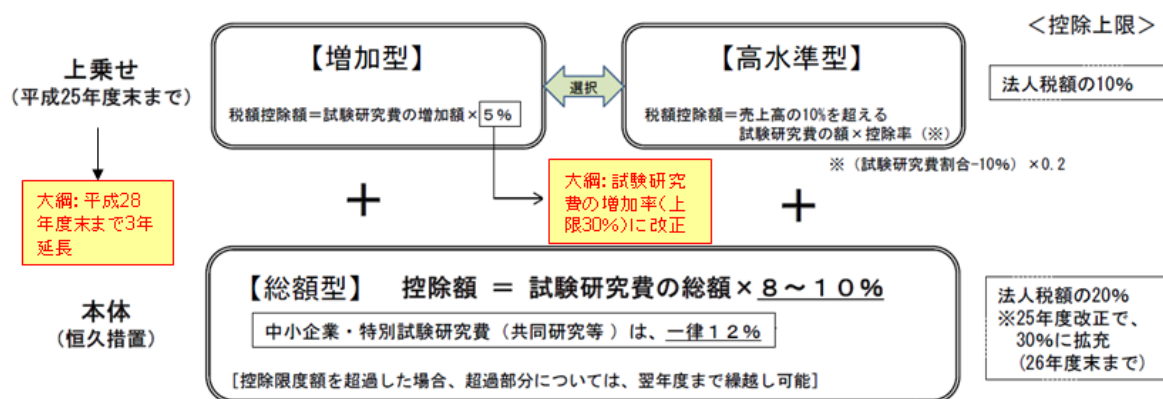 ＜控除上限＞
上乗せ
（平成25年度末まで）
【増加型】
税額控除額＝試験研究費の増加額×５％
選択
【高水準型】
税額控除額＝売上高の10％を超える
試験研究費の額×控除率（※）
法人税額の10％
※（試験研究費割合−10％）×0.2
大綱：平成28
年度末まで3年
延長
＋
大綱：試験研究
費の増加率（上
限30％）に改正
＋
本体
（恒久措置）
【総額型】 控除額 ＝ 試験研究費の総額×８～１０％
中小企業・特別試験研究費（共同研究等）は、一律１２％
［控除限度額を超過した場合、超過部分については、翌年度まで繰越し可能］
法人税額の20％
※25年度改正で、
30％に拡充
（26年度末まで）